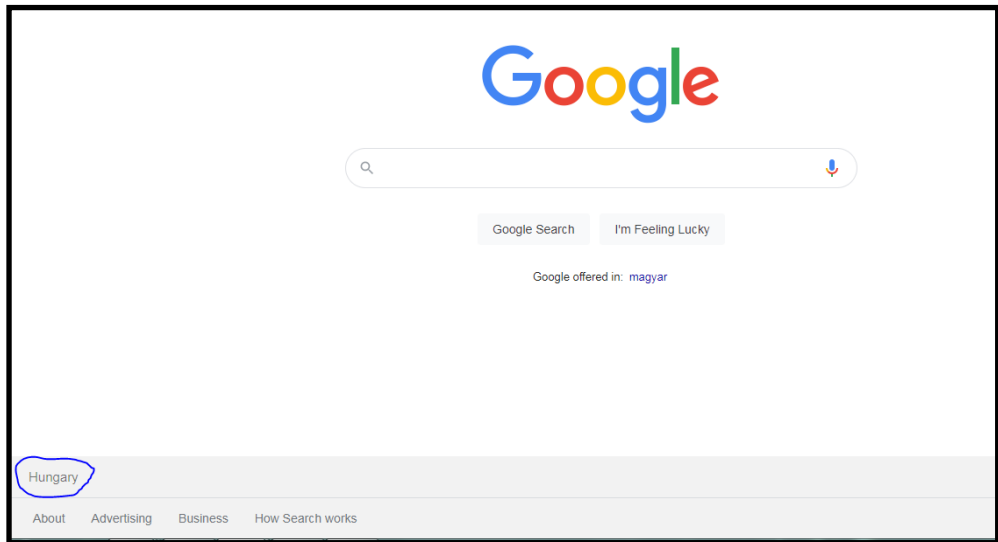 Google
Google Search I'm Feeling Lucky
Google offered in: magyar
Hungary
About Advertising Business How Search works